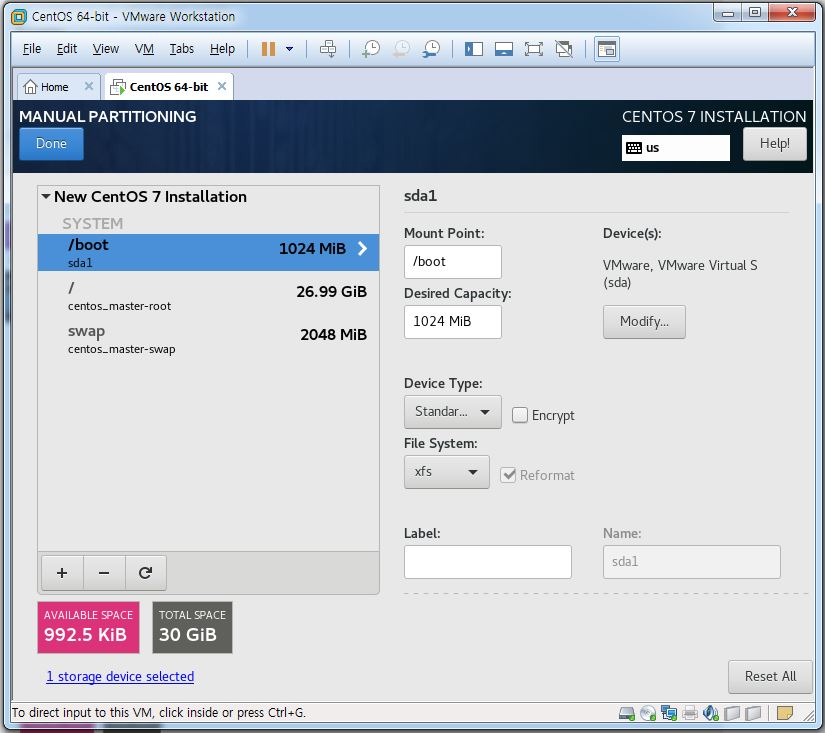 CentOS 64-bit - VMware Workstation
File Edit View VM Tabs Help
Home CentOS 64-bit
MANUAL PARTITIONING
CENTOS 7 INSTALLATION
Done
us
Help!
New CentOS 7 Installation
SYSTEM
/boot 1024 MiB
sda1
/ 26.99 GiB
centos_master-root
swap 2048 MiB
centos_master-swap
+ −
AVAILABLE SPACE
992.5 KiB
TOTAL SPACE
30 GiB
1 storage device selected
sda1
Mount Point:
/boot
Desired Capacity:
1024 MiB
Device(s):
VMware, VMware Virtual S
(sda)
Modify...
Device Type:
Standar...
Encrypt
File System:
xfs
Reformat
Label:
Name:
sda1
Reset All
To direct input to this VM, click inside or press Ctrl+G.